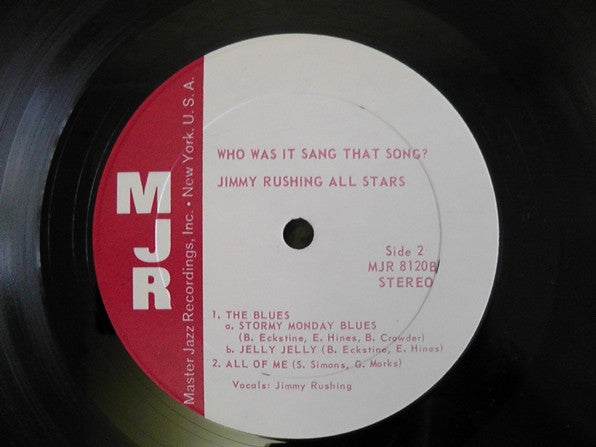 MJR
Master Jazz Recordings, Inc. • New York, U. S. A.
WHO WAS IT SANG THAT SONG?
JIMMY RUSHING ALL STARS
Side 2
MJR 8120B
STEREO
1. THE BLUES
a. STORMY MONDAY BLUES
(B. Eckstine, E. Hines, B. Crowder)
b. JELLY JELLY (B. Eckstine, E. Hines)
2. ALL OF ME (S. Simons, G. Marks)
Vocals: Jimmy Rushing